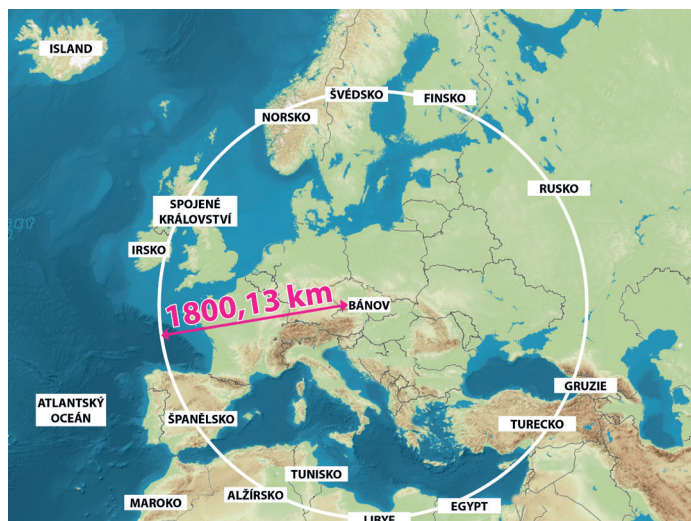 ISLAND
ŠVÉDSKO
FINSKO
NORSKO
RUSKO
SPOJENÉ
KRÁLOVSTVÍ
IRSKO
1800,13 km
BÁNOV
GRUZIE
ATLANTSKÝ
OCEÁN
ŠPANĚLSKO
TURECKO
TUNISKO
ALŽÍRSKO
MAROKO
EGYPT
LIBYE